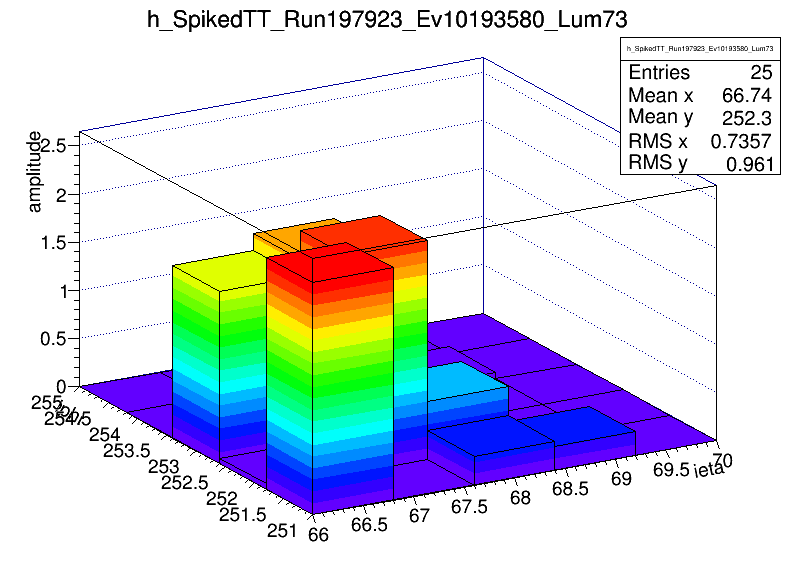 h_SpikedTT_Run197923_Ev10193580_Lum73
h_SpikedTT_Run197923_Ev10193580_Lum73
Entries 25
Mean x 66.74
Mean y 252.3
RMS x 0.7357
RMS y 0.961
amplitude
2.5
2
1.5
1
0.5
0
255
254.5
254
253.5
253
252.5
252
251.5
251
66
66.5
67
67.5
68
68.5
69
69.5
70
ieta